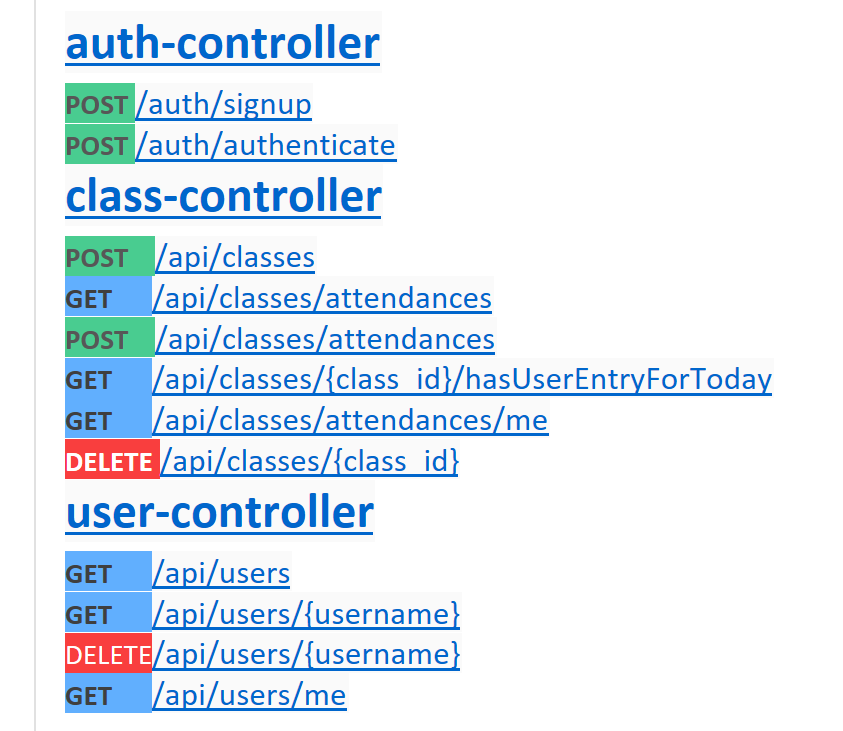 auth-controller
POST /auth/signup
POST /auth/authenticate
class-controller
POST /api/classes
GET /api/classes/attendances
POST /api/classes/attendances
GET /api/classes/{class_id}/hasUserEntryForToday
GET /api/classes/attendances/me
DELETE /api/classes/{class_id}
user-controller
GET /api/users
GET /api/users/{username}
DELETE/api/users/{username}
GET /api/users/me